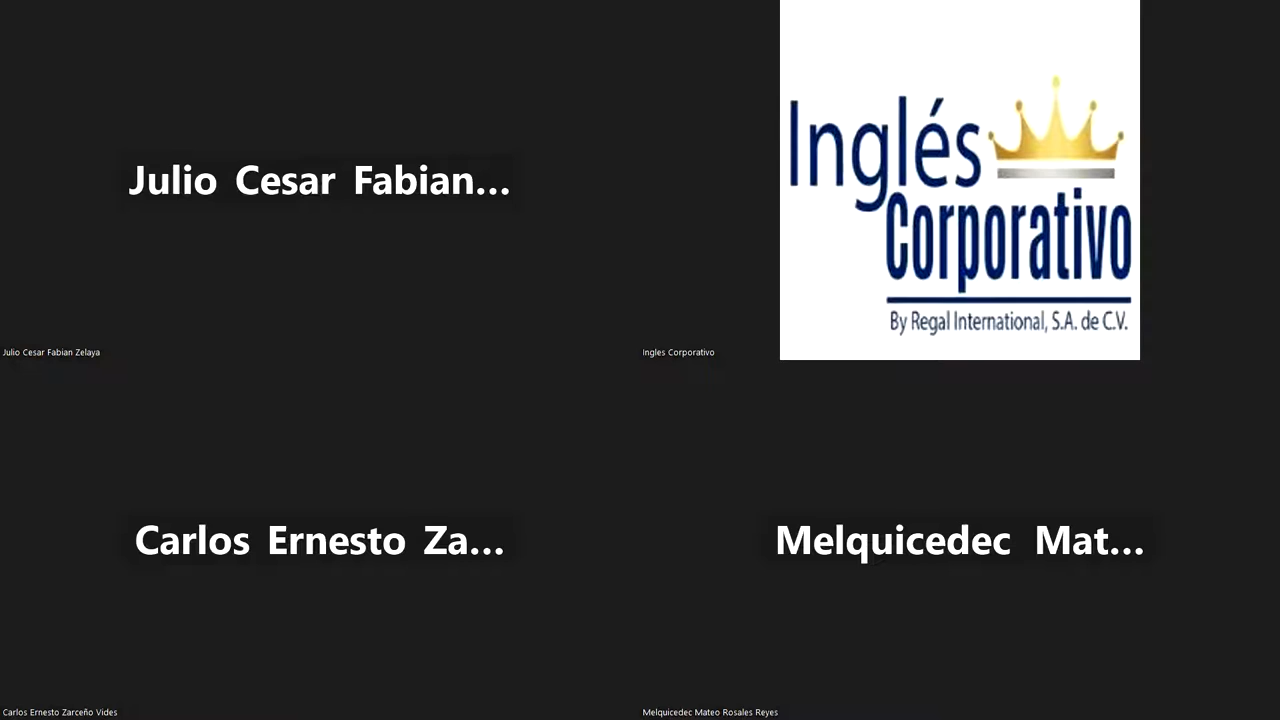 Julio Cesar Fabian...
Julio Cesar Fabian Zelaya
Inglés
Corporativo
By Regal International, S.A. de C.V.
Ingles Corporativo
Carlos Ernesto Za...
Carlos Ernesto Zarceño Vides
Melquicedec Mat...
Melquicedec Mateo Rosales Reyes